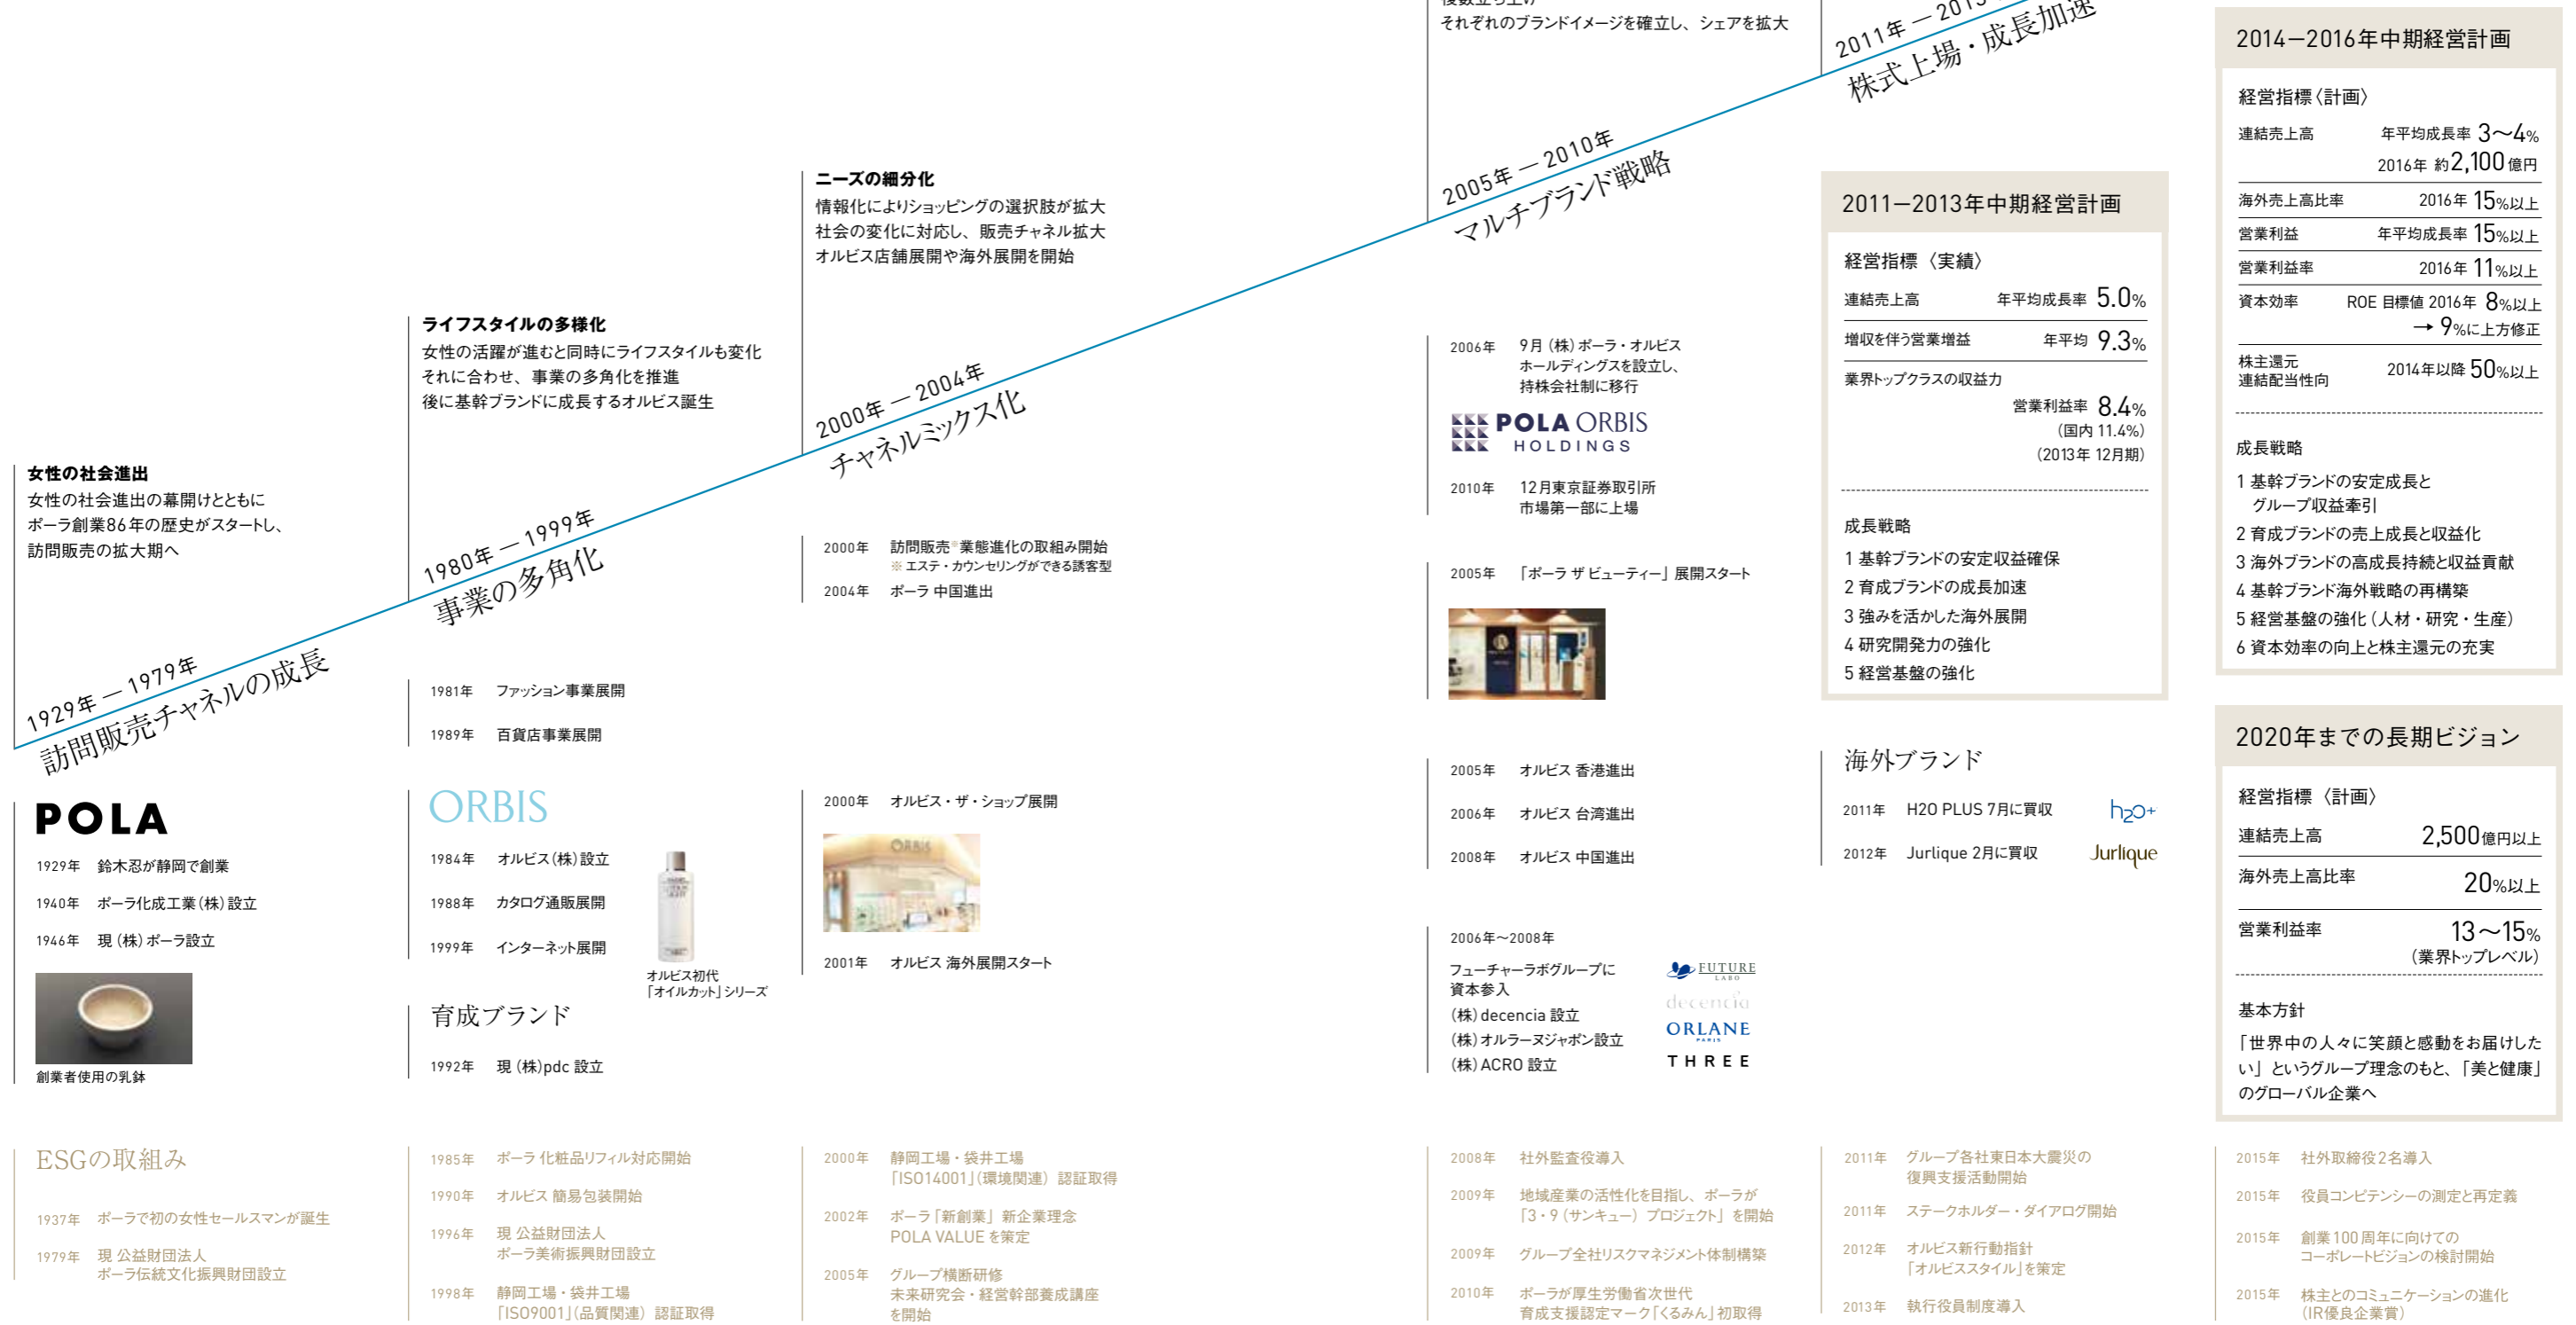 それぞれのブランドイメージを確立し、シェアを拡大
2011年 — 201
株式上場・成長加速
2005年 — 2010年
マルチブランド戦略
2000年 — 2004年
チャネルミックス化
1980年 — 1999年
事業の多角化
1929年 — 1979年
訪問販売チャネルの成長
女性の社会進出
女性の社会進出の幕開けとともに
ポーラ創業86年の歴史がスタートし、
訪問販売の拡大期へ
POLA
1929年 鈴木忍が静岡で創業
1940年 ポーラ化成工業(株)設立
1946年 現(株)ポーラ設立
創業者使用の乳鉢
ESGの取組み
1937年 ポーラで初の女性セールスマンが誕生
1979年 現 公益財団法人
ポーラ伝統文化振興財団設立
ライフスタイルの多様化
女性の活躍が進むと同時にライフスタイルも変化
それに合わせ、事業の多角化を推進
後に基幹ブランドに成長するオルビス誕生
1981年 ファッション事業展開
1989年 百貨店事業展開
ORBIS
1984年 オルビス(株)設立
1988年 カタログ通販展開
1999年 インターネット展開
オルビス初代
「オイルカット」シリーズ
育成ブランド
1992年 現(株)pdc 設立
1985年 ポーラ 化粧品リフィル対応開始
1990年 オルビス 簡易包装開始
1996年 現 公益財団法人
ポーラ美術振興財団設立
1998年 静岡工場・袋井工場
「ISO9001」(品質関連)認証取得
ニーズの細分化
情報化によりショッピングの選択肢が拡大
社会の変化に対応し、販売チャネル拡大
オルビス店舗展開や海外展開を開始
2000年 訪問販売※業態進化の取組み開始
※ エステ・カウンセリングができる誘客型
2004年 ポーラ 中国進出
2000年 オルビス・ザ・ショップ展開
ORBIS
2001年 オルビス 海外展開スタート
2000年 静岡工場・袋井工場
「ISO14001」(環境関連)認証取得
2002年 ポーラ「新創業」新企業理念
POLA VALUE を策定
2005年 グループ横断研修
未来研究会・経営幹部養成講座
を開始
2006年 9月(株)ポーラ・オルビス
ホールディングスを設立し、
持株会社制に移行
POLA ORBIS
HOLDINGS
2010年 12月東京証券取引所
市場第一部に上場
2005年 「ポーラ ザ ビューティー」展開スタート
2005年 オルビス 香港進出
2006年 オルビス 台湾進出
2008年 オルビス 中国進出
2006年～2008年
フューチャーラボグループに
資本参入
(株)decencia 設立
(株)オルラーヌジャポン設立
(株)ACRO 設立
FUTURE
LABO
decencia
ORLANE
PARIS
THREE
2008年 社外監査役導入
2009年 地域産業の活性化を目指し、ポーラが
「3・9(サンキュー)プロジェクト」を開始
2009年 グループ全社リスクマネジメント体制構築
2010年 ポーラが厚生労働省次世代
育成支援認定マーク「くるみん」初取得
2011−2013年中期経営計画
経営指標〈実績〉
連結売上高 年平均成長率 5.0%
増収を伴う営業増益 年平均 9.3%
業界トップクラスの収益力
営業利益率 8.4%
(国内 11.4%)
(2013年 12月期)
成長戦略
1 基幹ブランドの安定収益確保
2 育成ブランドの成長加速
3 強みを活かした海外展開
4 研究開発力の強化
5 経営基盤の強化
海外ブランド
2011年 H2O PLUS 7月に買収
h2o+
2012年 Jurlique 2月に買収
Jurlique
2011年 グループ各社東日本大震災の
復興支援活動開始
2011年 ステークホルダー・ダイアログ開始
2012年 オルビス新行動指針
「オルビススタイル」を策定
2013年 執行役員制度導入
2014−2016年中期経営計画
経営指標〈計画〉
連結売上高 年平均成長率 3～4%
2016年 約2,100億円
海外売上高比率 2016年 15%以上
営業利益 年平均成長率 15%以上
営業利益率 2016年 11%以上
資本効率 ROE 目標値 2016年 8%以上
→ 9%に上方修正
株主還元
連結配当性向 2014年以降 50%以上
成長戦略
1 基幹ブランドの安定成長と
グループ収益牽引
2 育成ブランドの売上成長と収益化
3 海外ブランドの高成長持続と収益貢献
4 基幹ブランド海外戦略の再構築
5 経営基盤の強化(人材・研究・生産)
6 資本効率の向上と株主還元の充実
2020年までの長期ビジョン
経営指標〈計画〉
連結売上高 2,500億円以上
海外売上高比率 20%以上
営業利益率 13～15%
(業界トップレベル)
基本方針
「世界中の人々に笑顔と感動をお届けした
い」というグループ理念のもと、「美と健康」
のグローバル企業へ
2015年 社外取締役2名導入
2015年 役員コンピテンシーの測定と再定義
2015年 創業100周年に向けての
コーポレートビジョンの検討開始
2015年 株主とのコミュニケーションの進化
(IR優良企業賞)